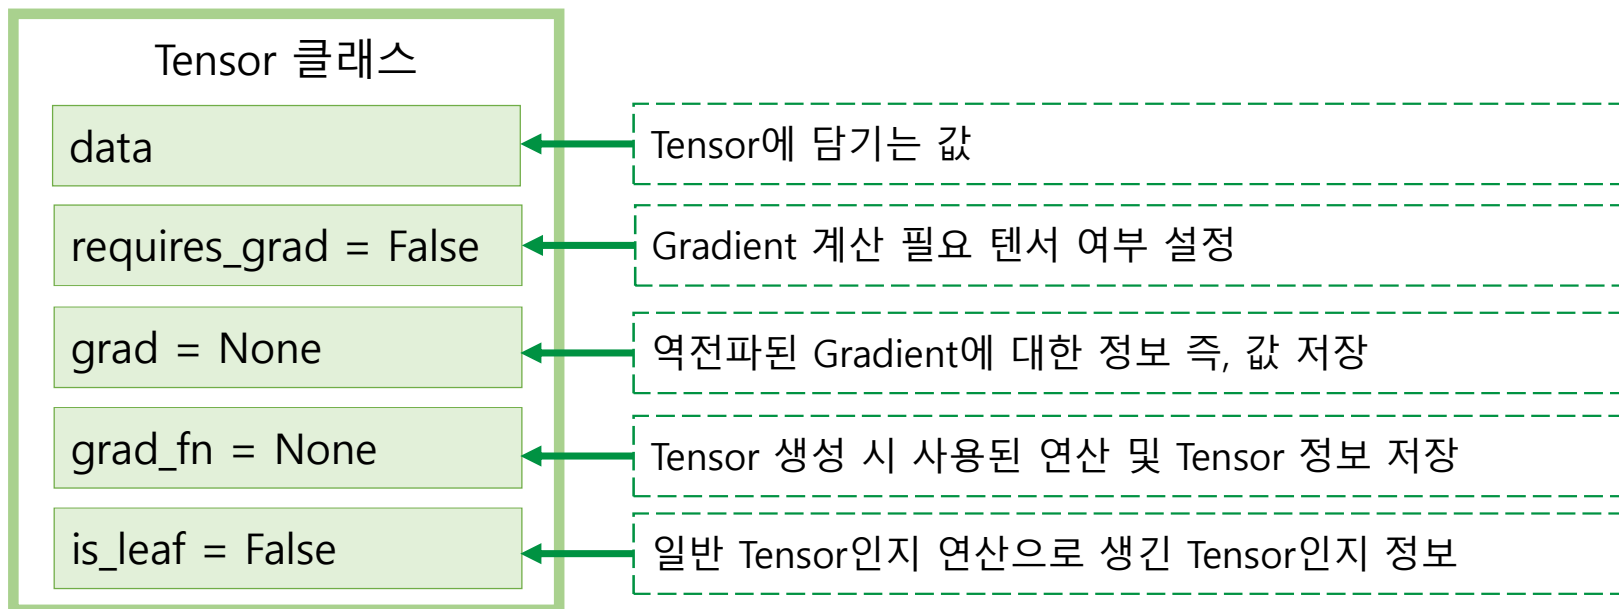 Tensor 클래스
data
Tensor에 담기는 값
requires_grad = False
Gradient 계산 필요 텐서 여부 설정
grad = None
역전파된 Gradient에 대한 정보 즉, 값 저장
grad_fn = None
Tensor 생성 시 사용된 연산 및 Tensor 정보 저장
is_leaf = False
일반 Tensor인지 연산으로 생긴 Tensor인지 정보